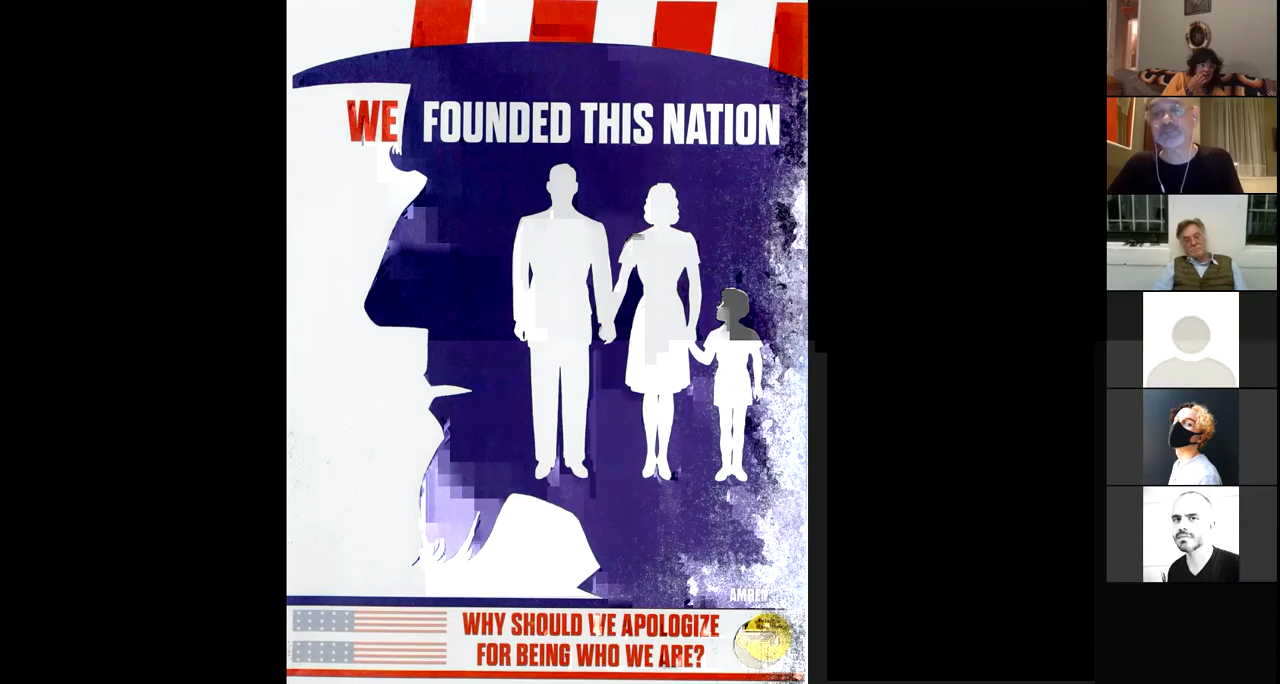 WE FOUNDED THIS NATION
WHY SHOULD WE APOLOGIZE
FOR BEING WHO WE ARE?